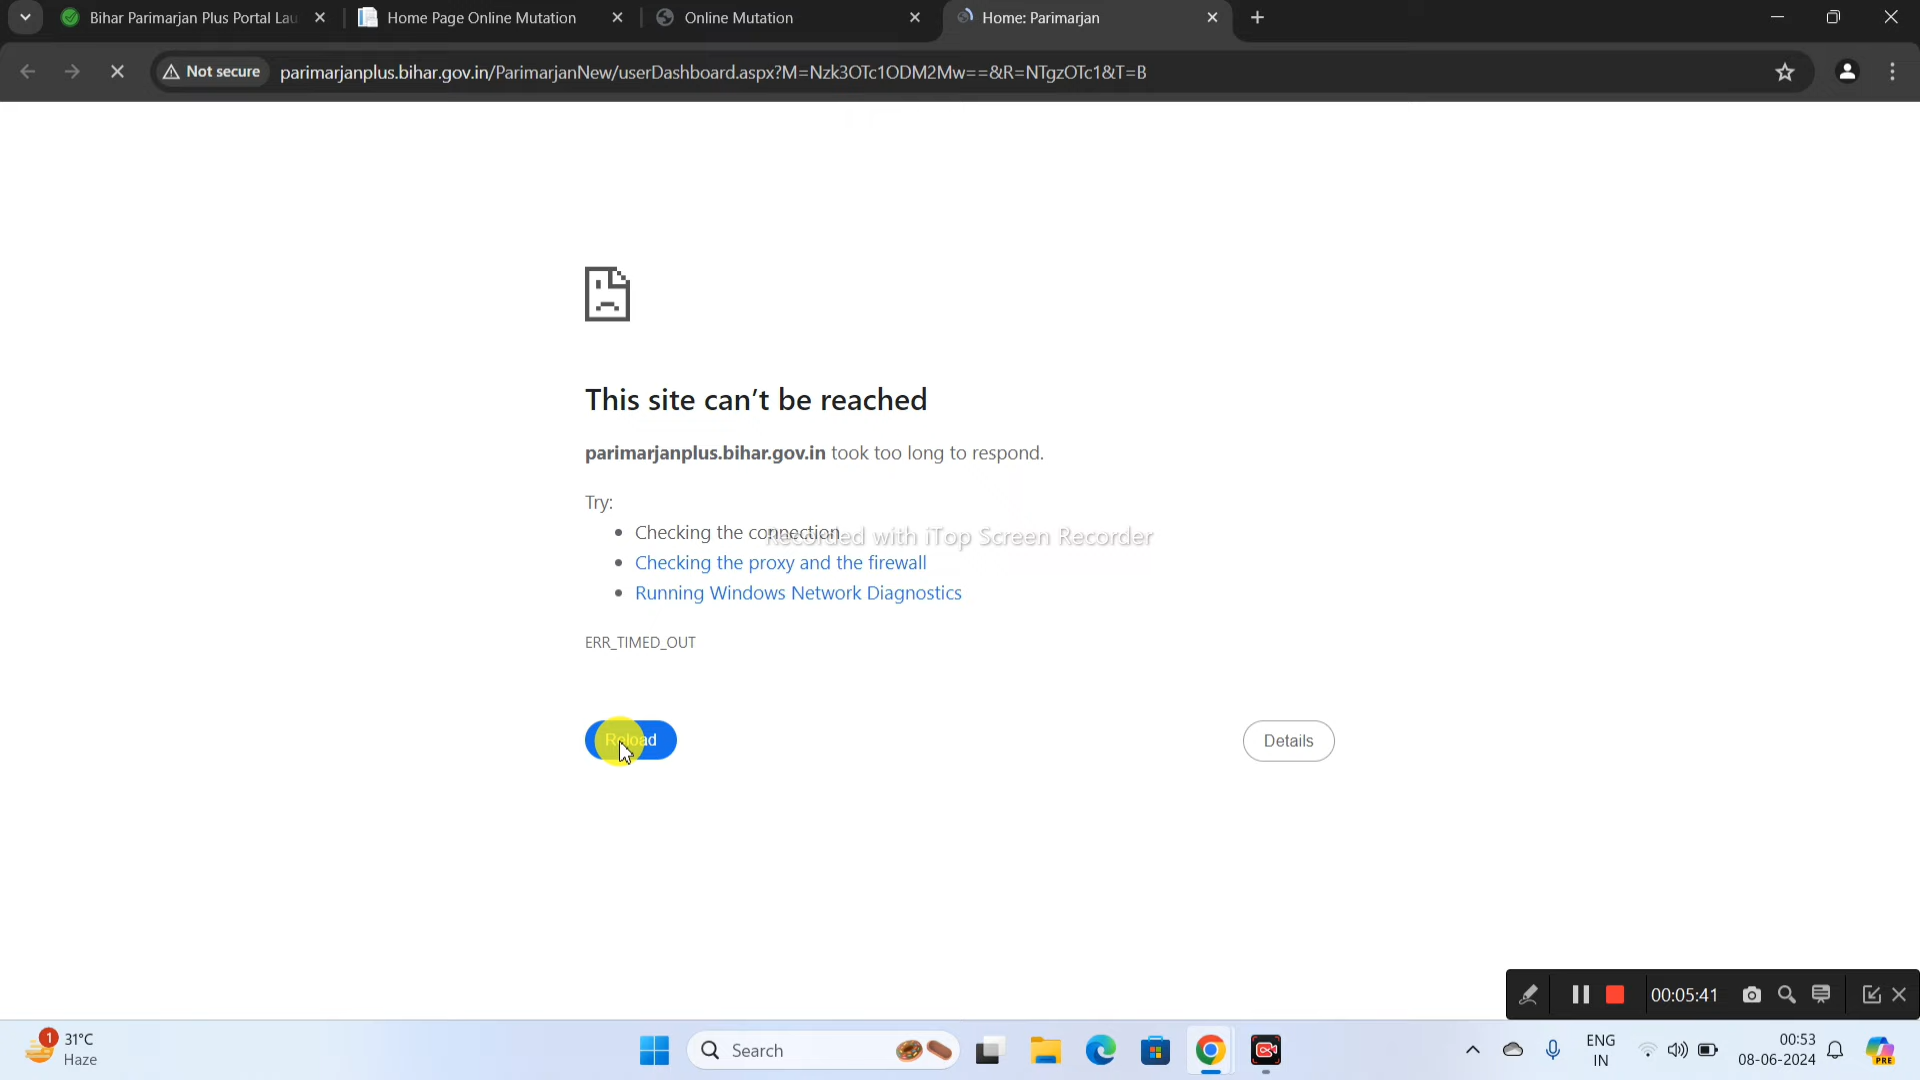 Bihar Parimarjan Plus Portal Lau
Home Page Online Mutation
Online Mutation
Home: Parimarjan
Not secure
parimarjanplus.bihar.gov.in/ParimarjanNew/userDashboard.aspx?M=Nzk3OTc1ODM2Mw==&R=NTgzOTc1&T=B
This site can't be reached
parimarjanplus.bihar.gov.in took too long to respond.
Try:
Checking the connection
Recorded with iTop Screen Recorder
Checking the proxy and the firewall
Running Windows Network Diagnostics
ERR_TIMED_OUT
Reload
Details
00:05:41
1
31°C
Haze
Search
ENG
IN
00:53
08-06-2024
PRE